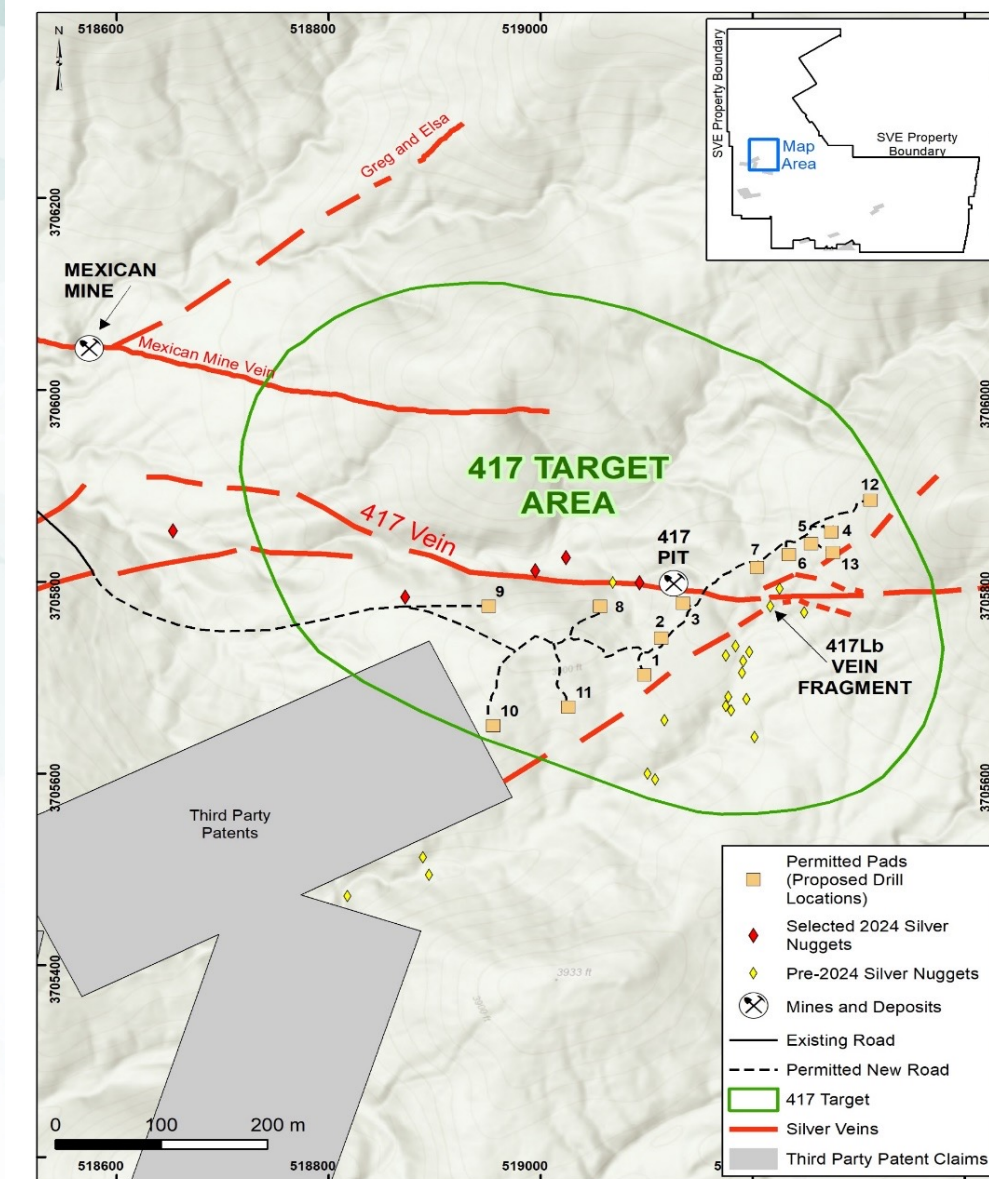 518600
518800
519000
N
SVE Property Boundary
SVE Property
Boundary
Map
Area
Greg and Elsa
3706200
MEXICAN
MINE
Mexican Mine Vein
3706000
3706000
417 TARGET
AREA
417 Vein
417
PIT
12
5
4
7
6
13
3705800
3705800
9
8
3
2
1
417Lb
VEIN
FRAGMENT
11
10
3705600
3705600
Third Party
Patents
3705400
3933 ft
Permitted Pads
(Proposed Drill
Locations)
Selected 2024 Silver
Nuggets
Pre-2024 Silver Nuggets
Mines and Deposits
Existing Road
Permitted New Road
417 Target
Silver Veins
Third Party Patent Claims
0
100
200 m
518600
518800
519000